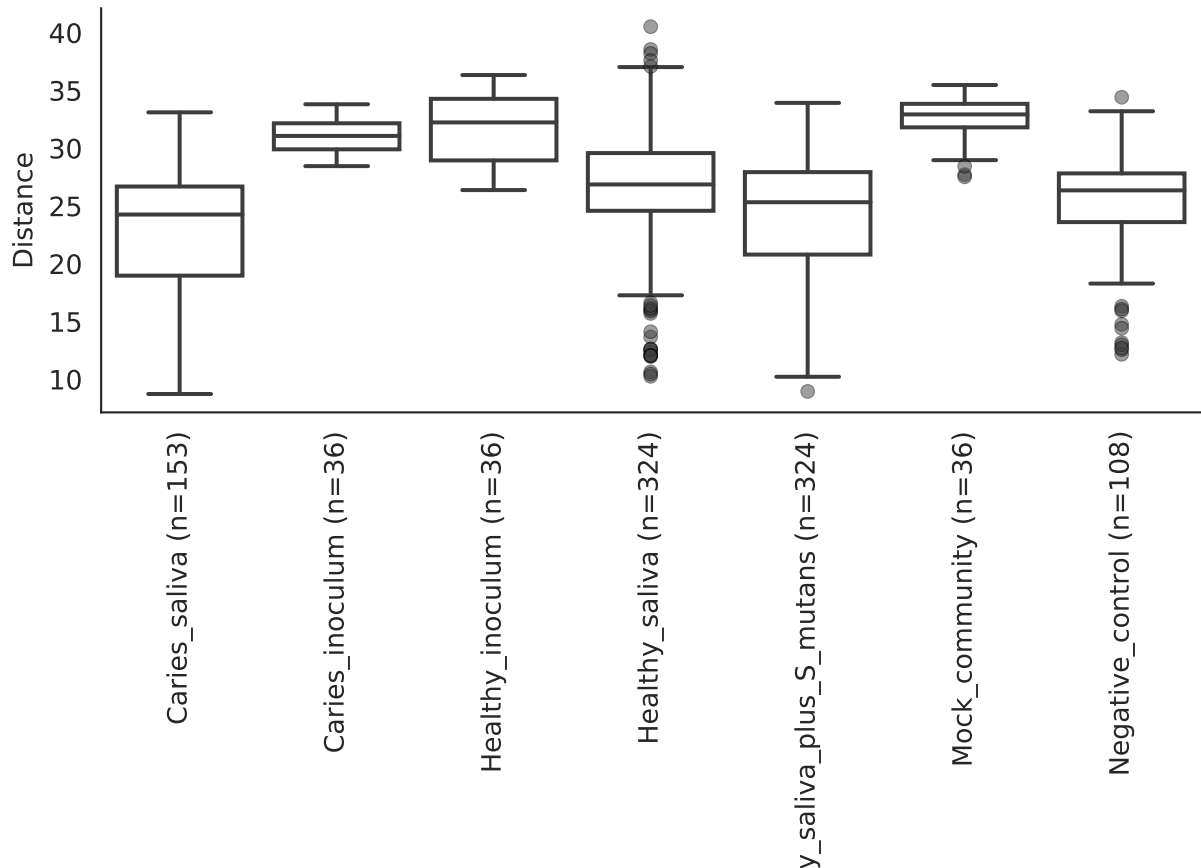 Distance
40
35
30
25
20
15
10
Caries_saliva (n=153)
Caries_inoculum (n=36)
Healthy_inoculum (n=36)
Healthy_saliva (n=324)
y_saliva_plus_S_mutans (n=324)
Mock_community (n=36)
Negative_control (n=108)